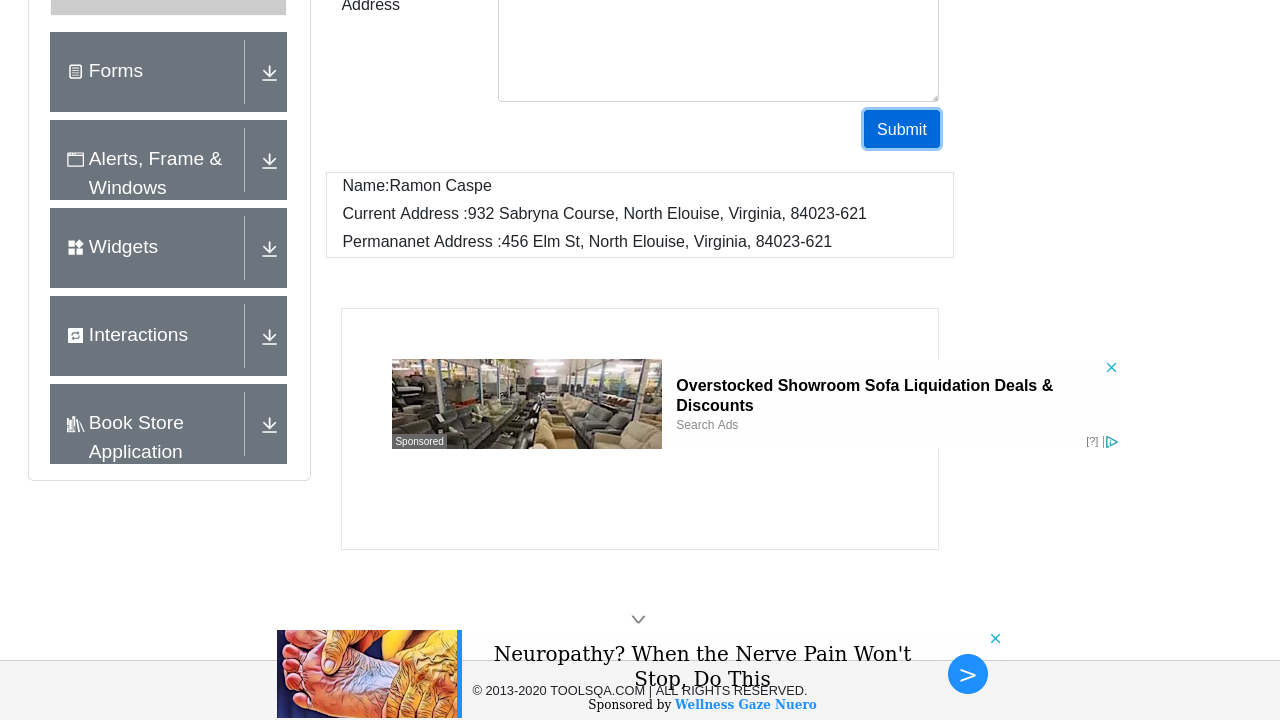 Address
Forms
Alerts, Frame &
Windows
Widgets
Interactions
Book Store
Application
Submit
Name:Ramon Caspe
Current Address :932 Sabryna Course, North Elouise, Virginia, 84023-621
Permananet Address :456 Elm St, North Elouise, Virginia, 84023-621
Overstocked Showroom Sofa Liquidation Deals &
Discounts
Search Ads
Sponsored
[?]
Neuropathy? When the Nerve Pain Won't
Stop, Do This
© 2013-2020 TOOLSQA.COM | ALL RIGHTS RESERVED.
Sponsored by Wellness Gaze Nuero